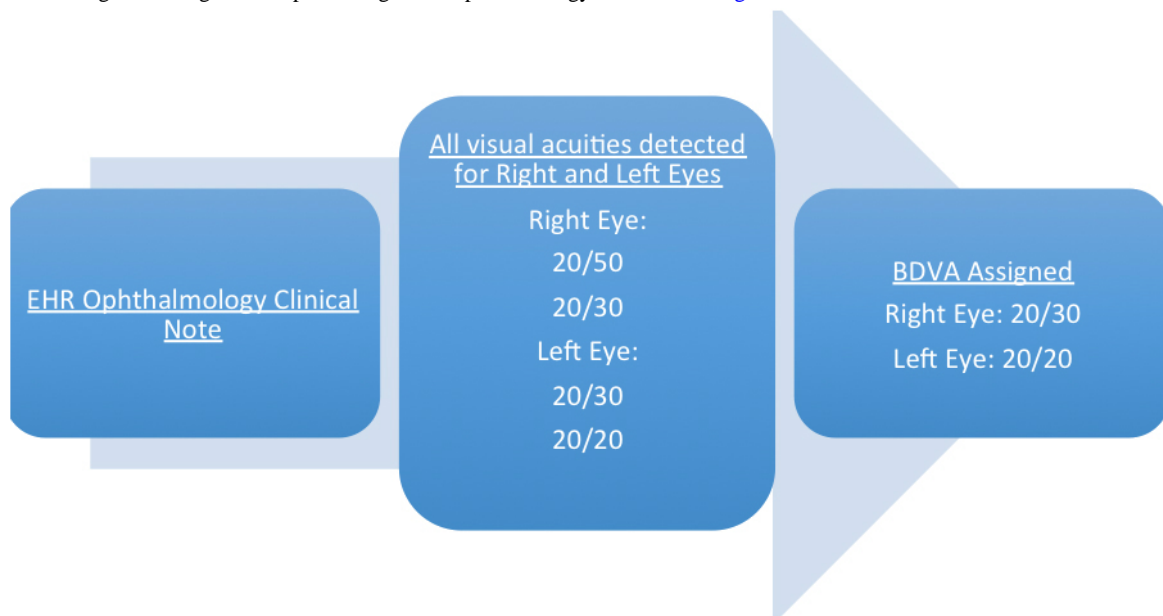 EHR Ophthalmology Clinical
Note
All visual acuities detected
for Right and Left Eyes
Right Eye:
20/50
20/30
Left Eye:
20/30
20/20
BDVA Assigned
Right Eye: 20/30
Left Eye: 20/20